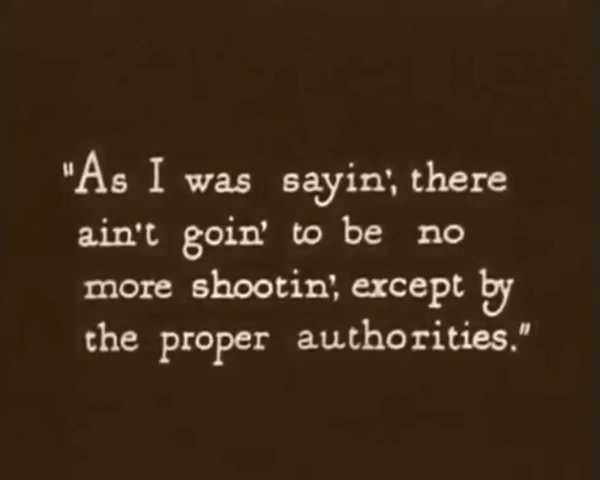 "As I was sayin', there
ain't goin' to be no
more shootin', except by
the proper authorities."